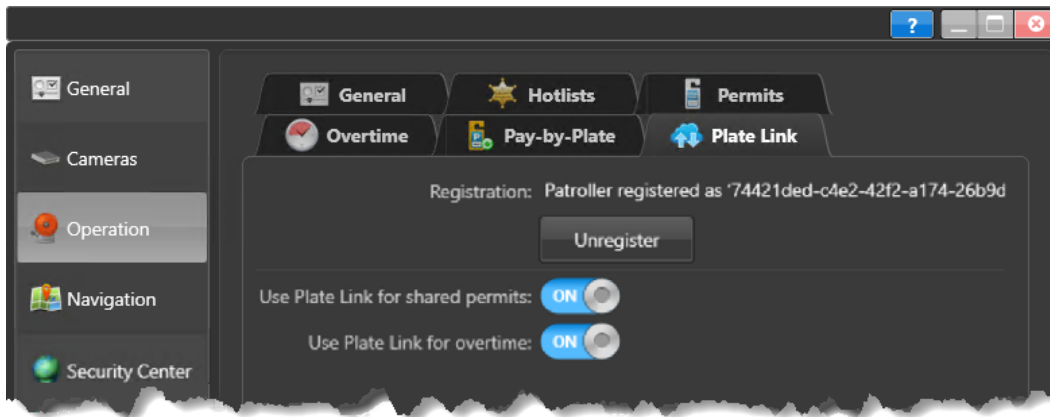 ?
General
Cameras
Operation
Navigation
Security Center
General Hotlists Permits
Overtime Pay-by-Plate Plate Link
Registration: Patroller registered as '74421ded-c4e2-42f2-a174-26b9d
Unregister
Use Plate Link for shared permits: ON
Use Plate Link for overtime: ON